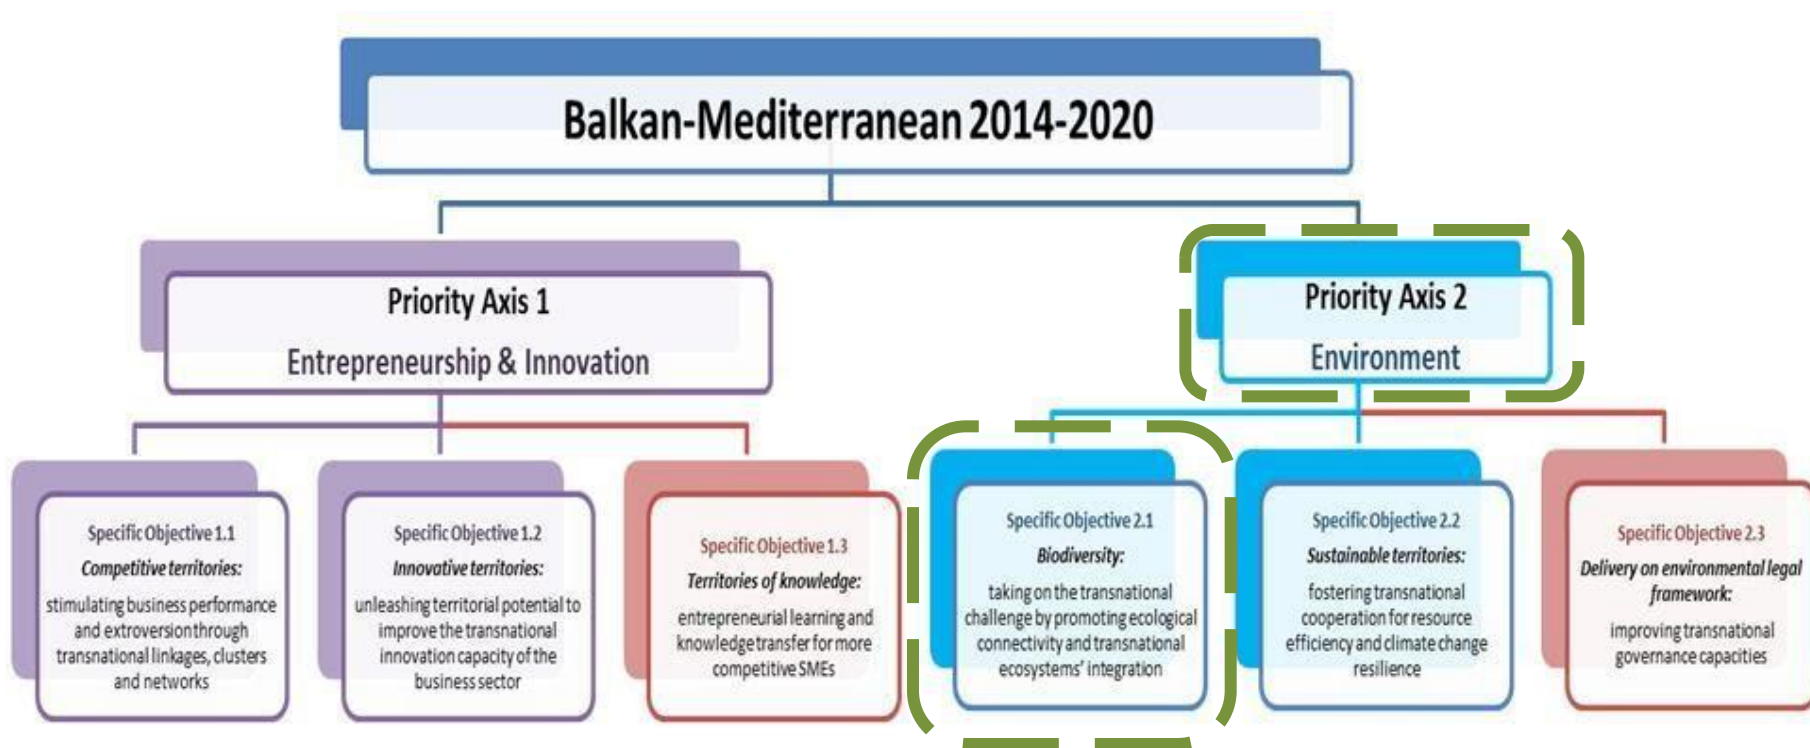 Balkan-Mediterranean 2014-2020
Priority Axis 1
Entrepreneurship & Innovation
Priority Axis 2
Environment
Specific Objective 1.1
Competitive territories:
stimulating business performance
and extroversion through
transnational linkages, clusters
and networks
Specific Objective 1.2
Innovative territories:
unleashing territorial potential to
improve the transnational
innovation capacity of the
business sector
Specific Objective 1.3
Territories of knowledge:
entrepreneurial learning and
knowledge transfer for more
competitive SMEs
Specific Objective 2.1
Biodiversity:
taking on the transnational
challenge by promoting ecological
connectivity and transnational
ecosystems' integration
Specific Objective 2.2
Sustainable territories:
fostering transnational
cooperation for resource
efficiency and climate change
resilience
Specific Objective 2.3
Delivery on environmental legal
framework:
improving transnational
governance capacities